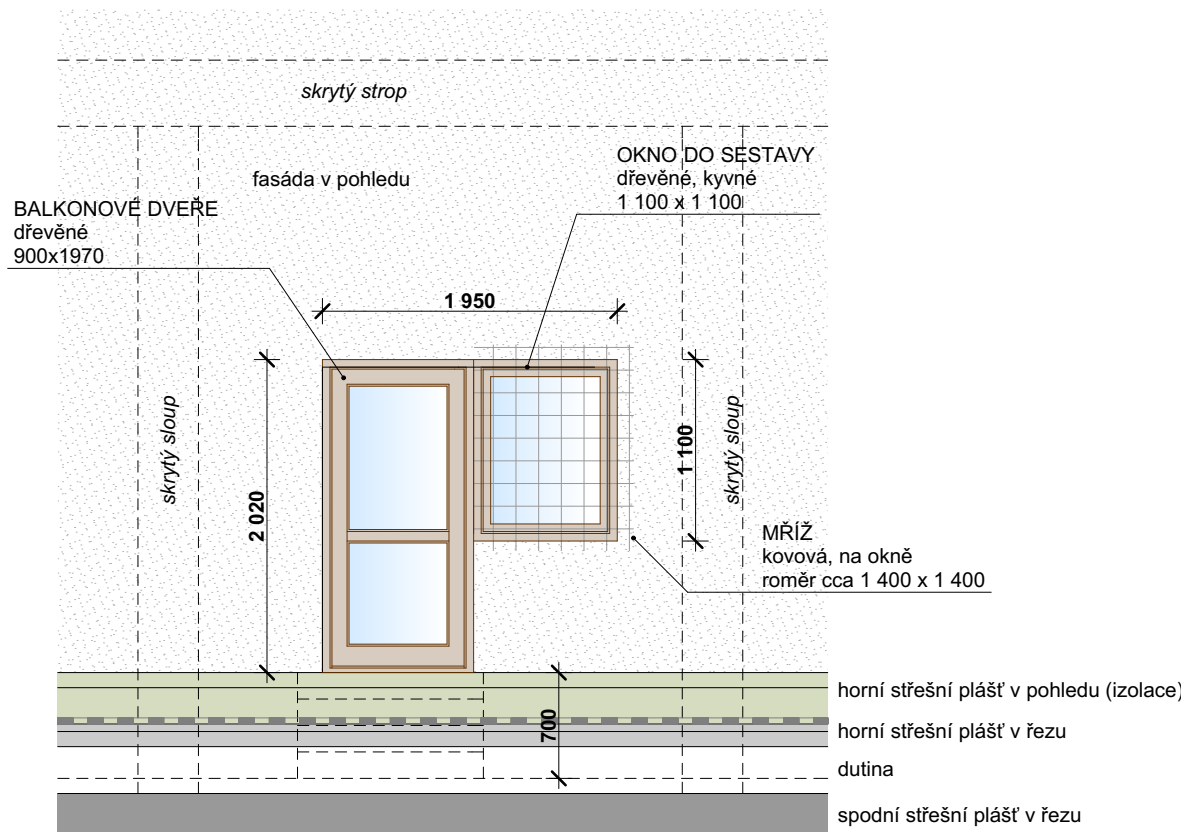 skrytý strop
OKNO DO SESTAVY
dřevěné, kyvné
1 100 x 1 100
fasáda v pohledu
BALKONOVÉ DVEŘE
dřevěné
900x1970
1 950
skrytý sloup
2 020
1 100
skrytý sloup
MŘÍŽ
kovová, na okně
roměr cca 1 400 x 1 400
700
horní střešní plášť v pohledu (izolace)
horní střešní plášť v řezu
dutina
spodní střešní plášť v řezu